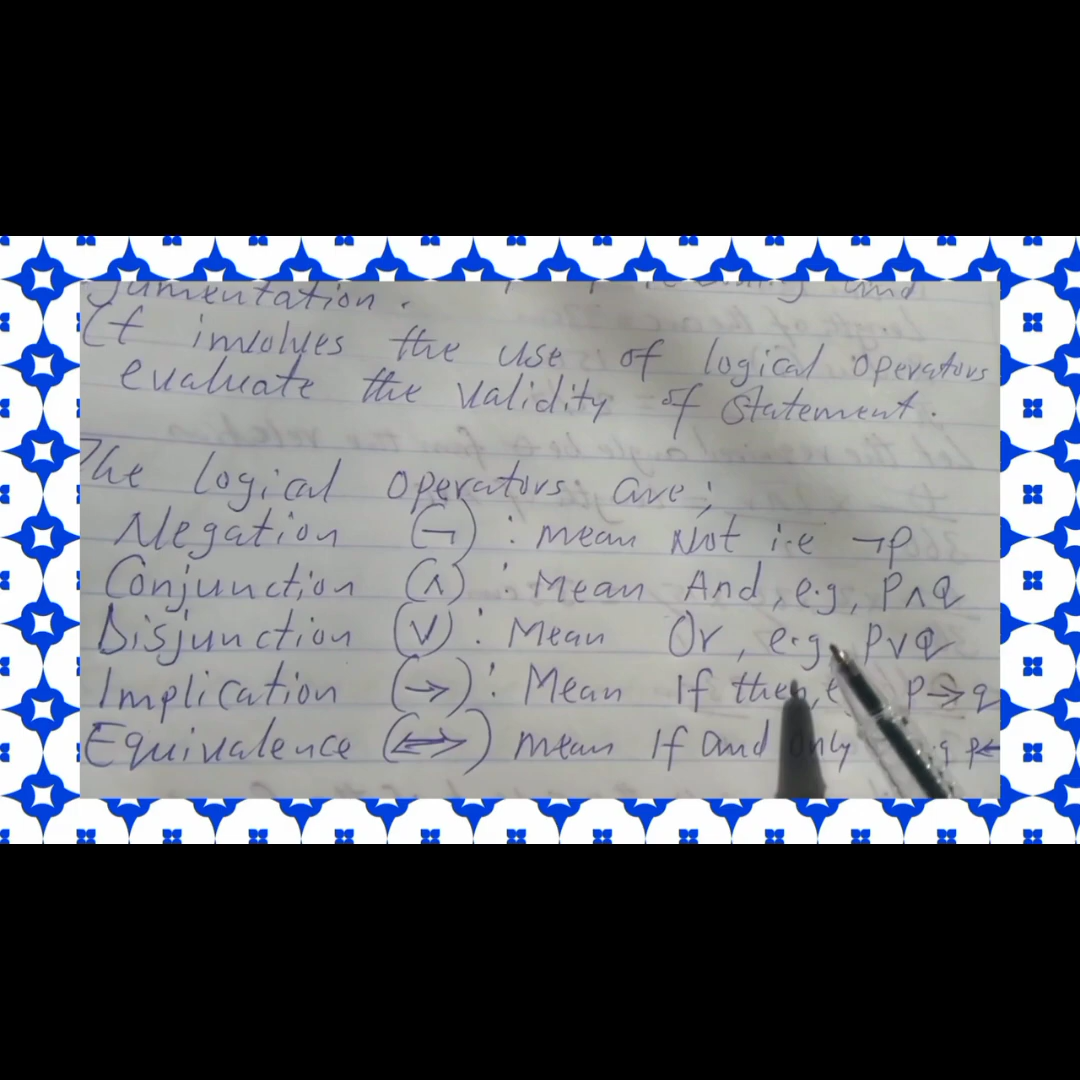 and
It involves the use of logical operators
evaluate the validity of statement.
The logical operators are;
Negation (¬) : mean Not i.e ¬p
Conjunction (∧) : Mean And, e.g, P∧Q
Disjunction (∨) : Mean Or, e.g, P∨Q
Implication (→) : Mean If then, p→q
Equivalence (⟺) mean If and only p